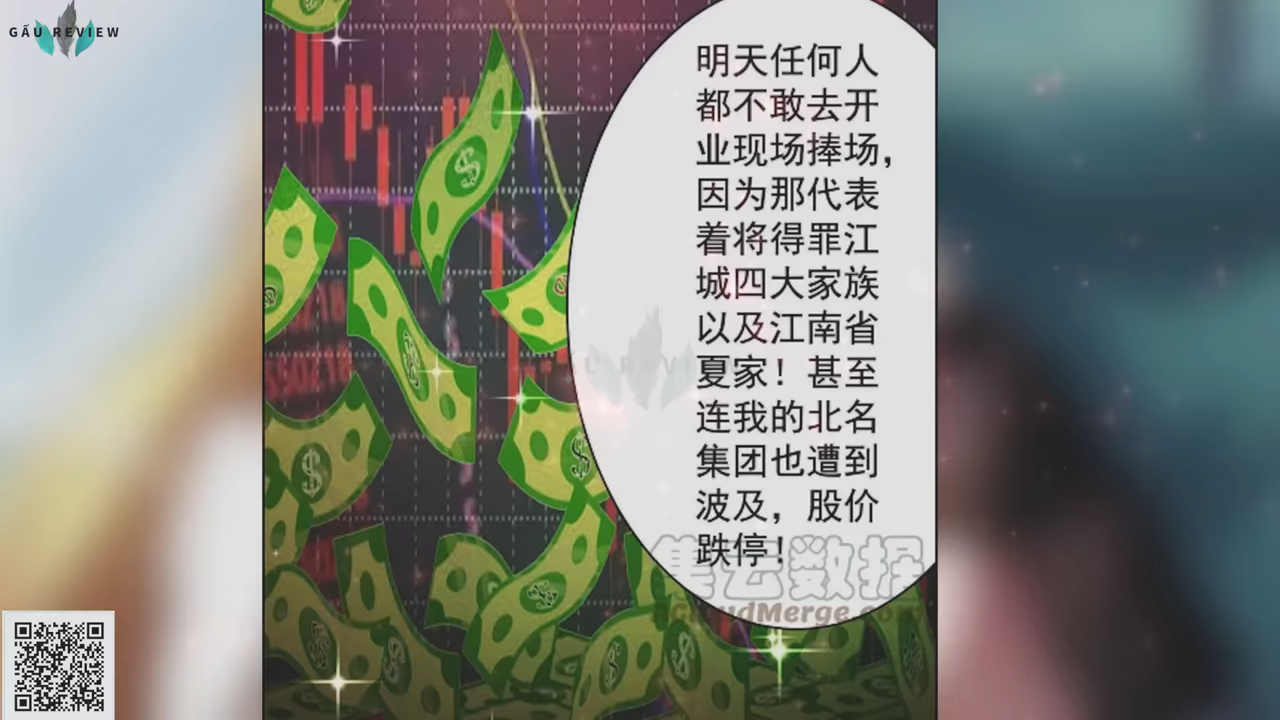 GẤU REVIEW
明天任何人
都不敢去开
业现场捧场，
因为那代表
着将得罪江
城四大家族
以及江南省
夏家！甚至
连我的北名
集团也遭到
波及，股价
跌停！
集云数据
CloudMerge.com